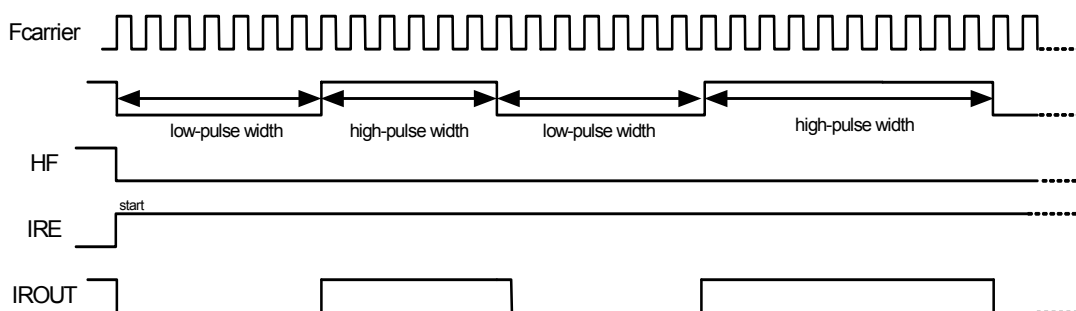 Fcarrier
low-pulse width
high-pulse width
low-pulse width
high-pulse width
HF
start
IRE
IROUT